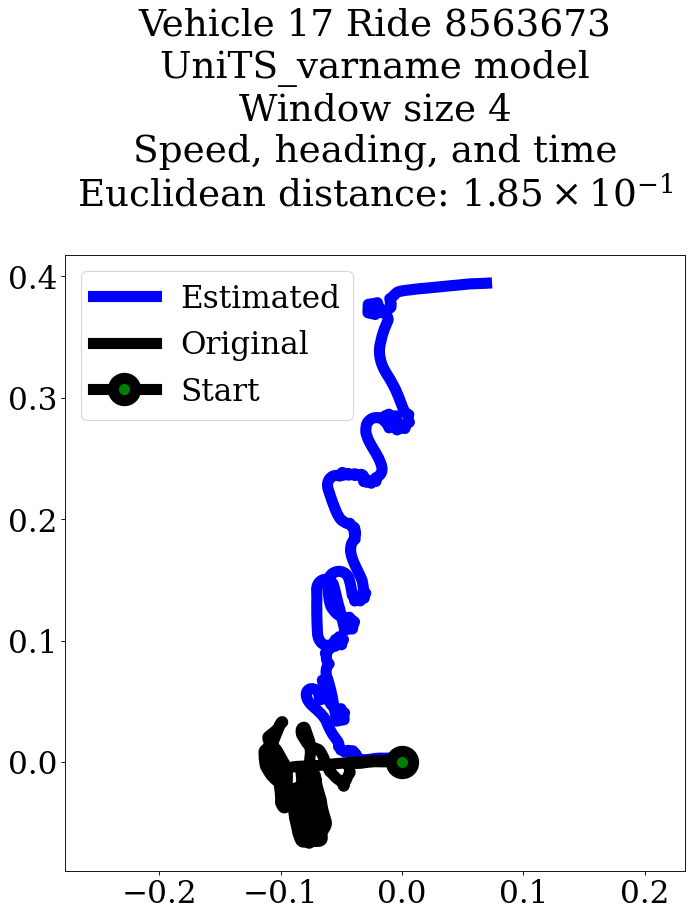 Vehicle 17 Ride 8563673
UniTS_varname model
Window size 4
Speed, heading, and time
Euclidean distance: 1.85 × 10⁻¹
Estimated
Original
Start
0.4
0.3
0.2
0.1
0.0
−0.2 −0.1 0.0 0.1 0.2